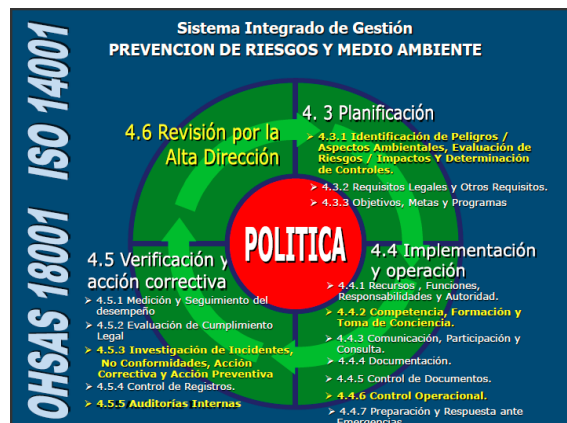 Sistema Integrado de Gestión
PREVENCION DE RIESGOS Y MEDIO AMBIENTE
OHSAS 18001 ISO 14001
4. 3 Planificación
➢ 4.3.1 Identificación de Peligros /
Aspectos Ambientales, Evaluación de
Riesgos / Impactos Y Determinación
de Controles.
➢ 4.3.2 Requisitos Legales y Otros Requisitos.
➢ 4.3.3 Objetivos, Metas y Programas
4.6 Revisión por la
Alta Dirección
POLITICA
4.4 Implementación
y operación
➢ 4.4.1 Recursos , Funciones,
Responsabilidades y Autoridad.
➢ 4.4.2 Competencia, Formación y
Toma de Conciencia.
➢ 4.4.3 Comunicación, Participación y
Consulta.
➢ 4.4.4 Documentación.
➢ 4.4.5 Control de Documentos.
➢ 4.4.6 Control Operacional.
➢ 4.4.7 Preparación y Respuesta ante
Emergencias
4.5 Verificación y
acción correctiva
➢ 4.5.1 Medición y Seguimiento del
desempeño
➢ 4.5.2 Evaluación de Cumplimiento
Legal
➢ 4.5.3 Investigación de Incidentes,
No Conformidades, Acción
Correctiva y Acción Preventiva
➢ 4.5.4 Control de Registros.
➢ 4.5.5 Auditorías Internas